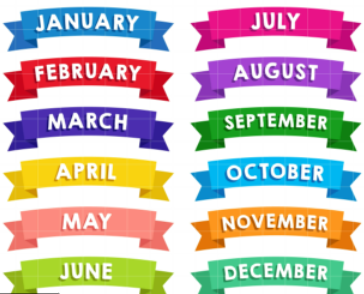 JANUARY
FEBRUARY
MARCH
APRIL
MAY
JUNE
JULY
AUGUST
SEPTEMBER
OCTOBER
NOVEMBER
DECEMBER